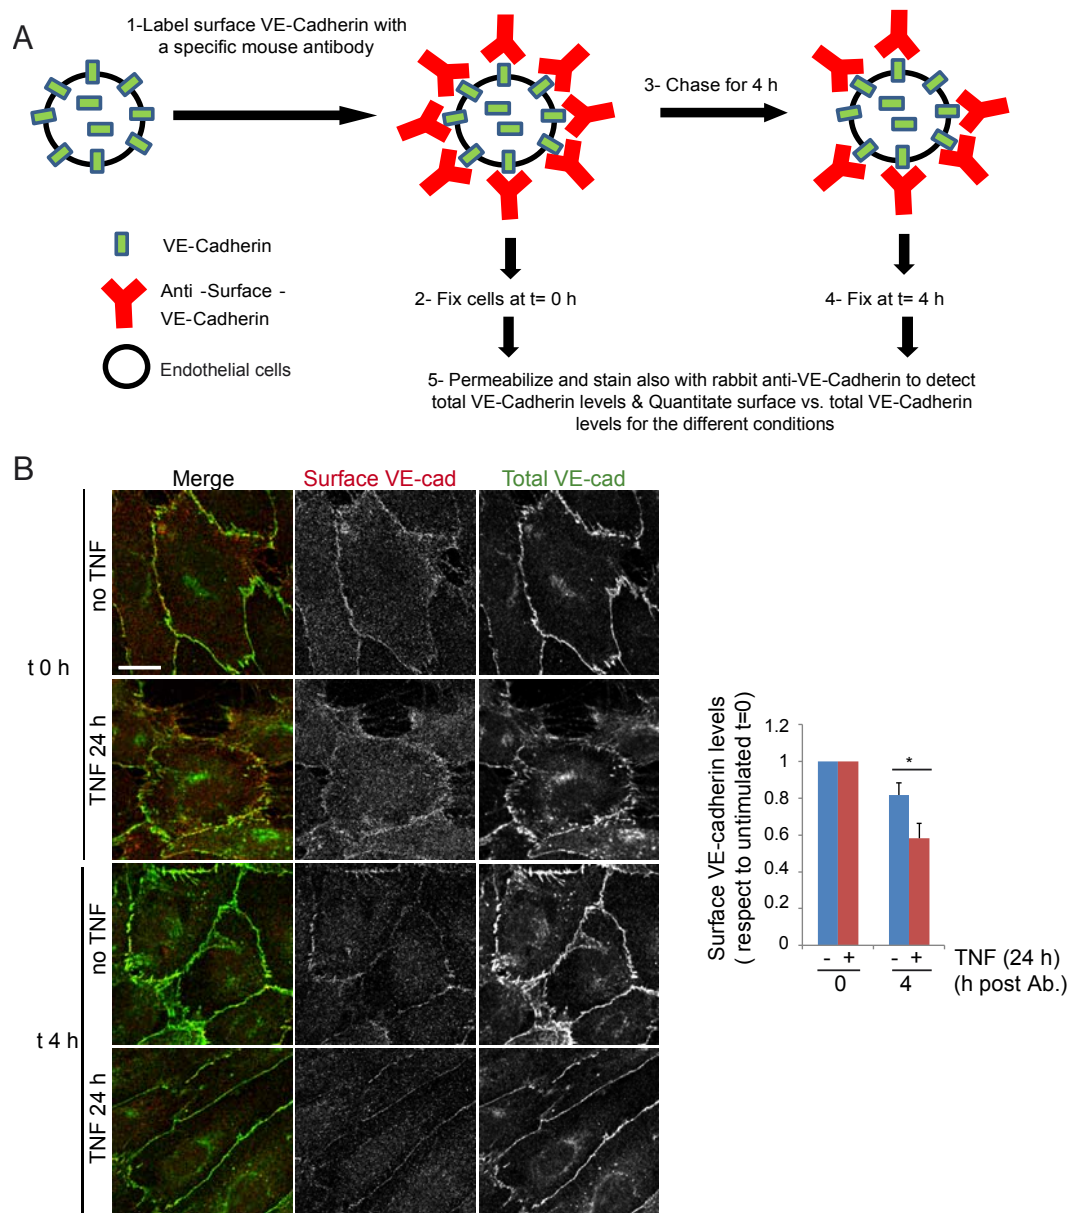 A
1-Label surface VE-Cadherin with
a specific mouse antibody
3- Chase for 4 h
VE-Cadherin
Anti -Surface -
VE-Cadherin
Endothelial cells
2- Fix cells at t= 0 h
4- Fix at t= 4 h
5- Permeabilize and stain also with rabbit anti-VE-Cadherin to detect
total VE-Cadherin levels & Quantitate surface vs. total VE-Cadherin
levels for the different conditions
B
Merge
Surface VE-cad
Total VE-cad
t 0 h
no TNF
TNF 24 h
t 4 h
no TNF
TNF 24 h
Surface VE-cadherin levels
( respect to untimulated t=0)
1.2
1
0.8
0.6
0.4
0.2
0
*
- + - + TNF (24 h)
0 4 (h post Ab.)